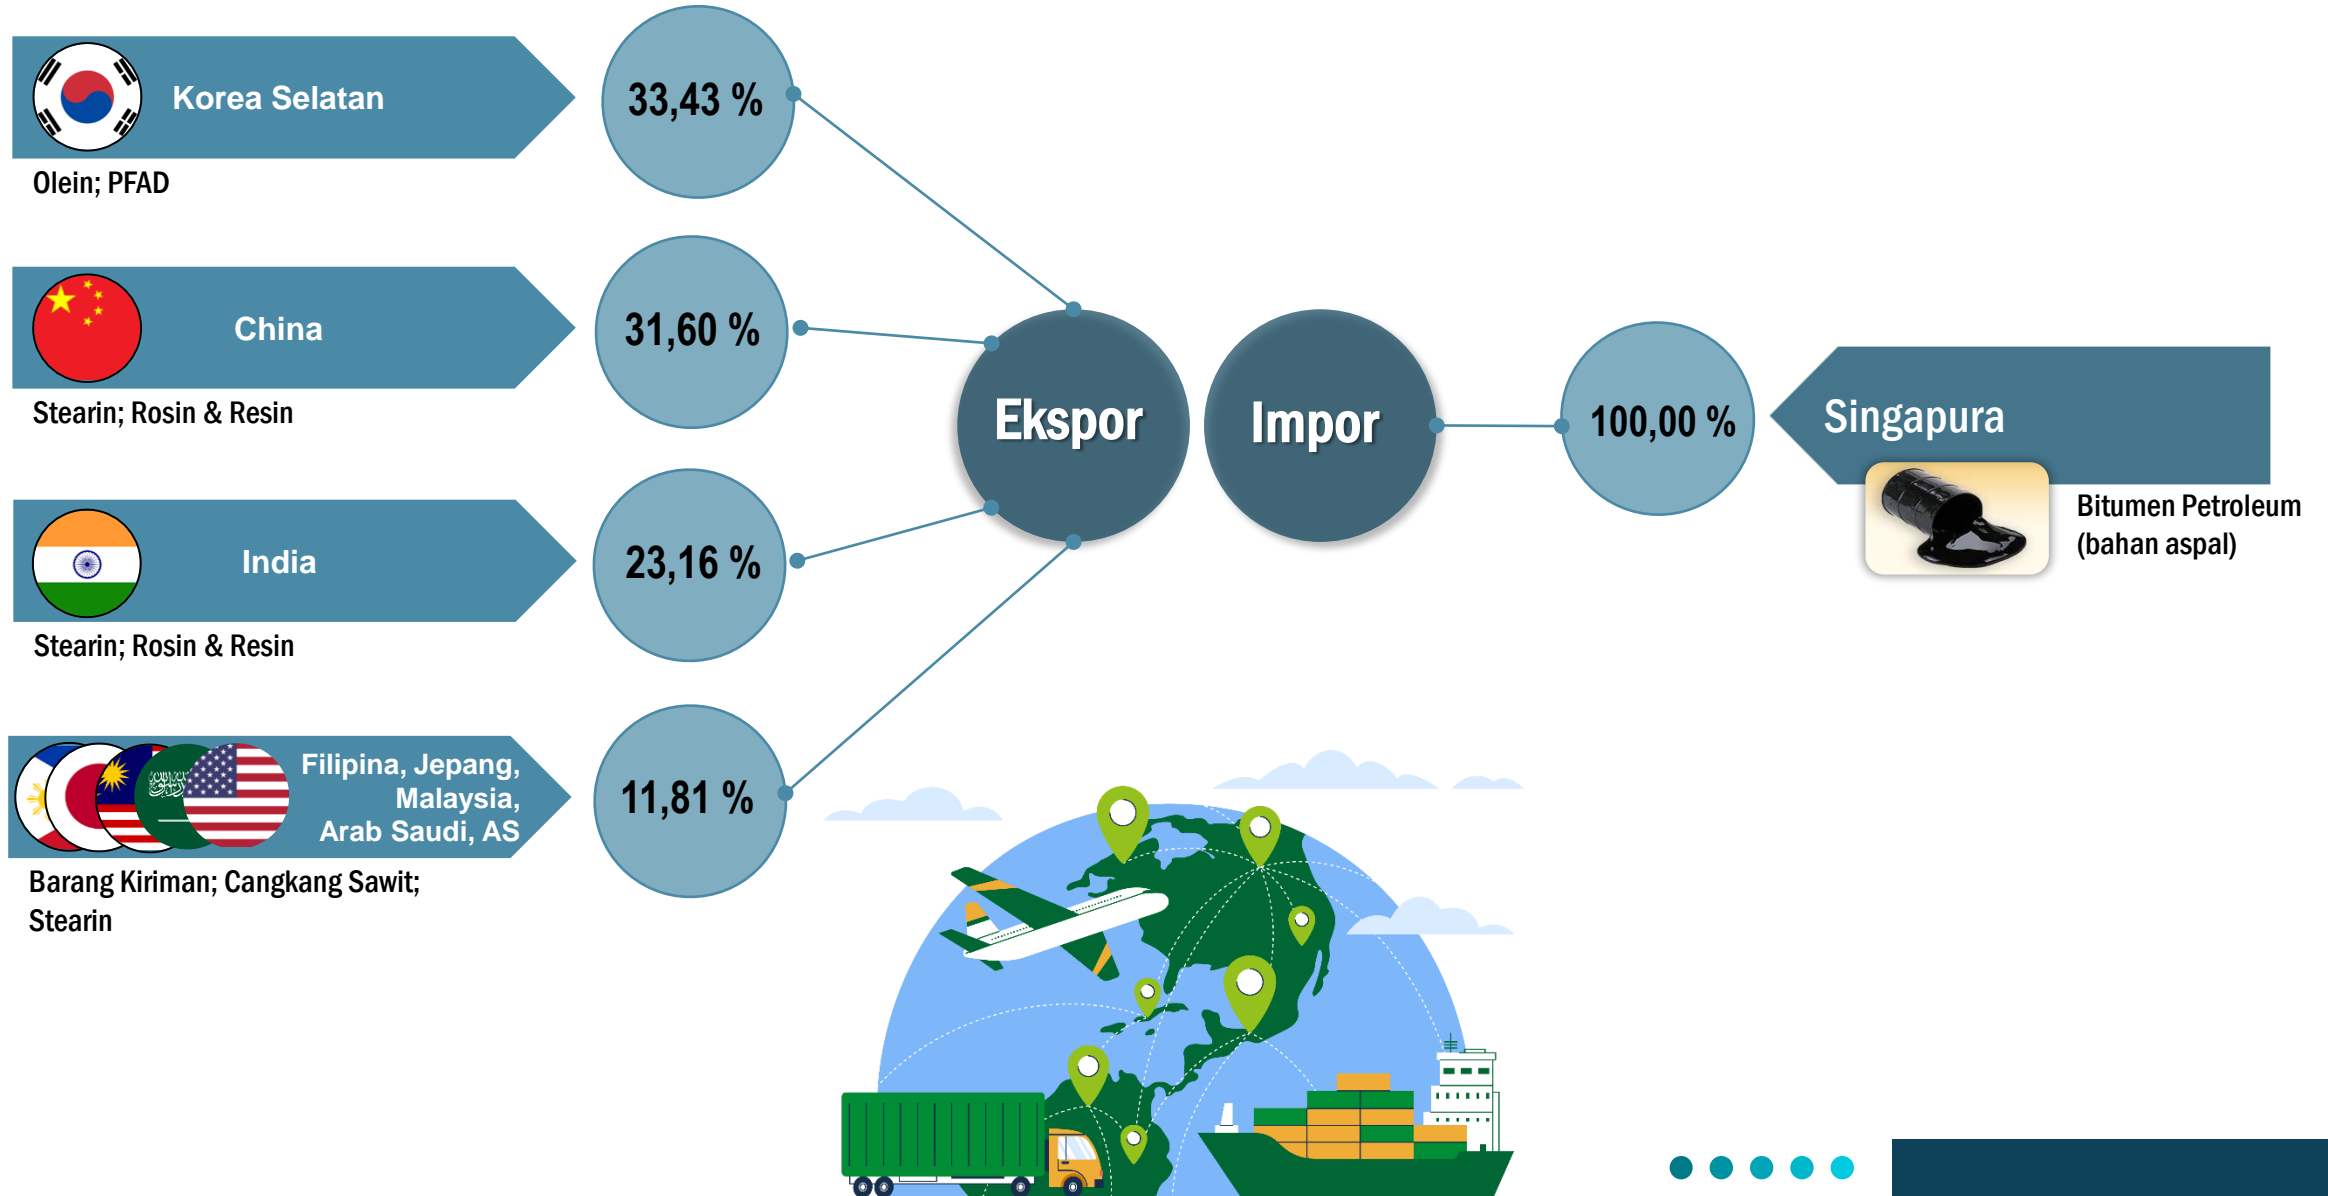 Korea Selatan
33,43 %
Olein; PFAD
China
31,60 %
Stearin; Rosin & Resin
India
23,16 %
Stearin; Rosin & Resin
Filipina, Jepang,
Malaysia,
Arab Saudi, AS
11,81 %
Barang Kiriman; Cangkang Sawit;
Stearin
Ekspor
Impor
100,00 %
Singapura
Bitumen Petroleum
(bahan aspal)